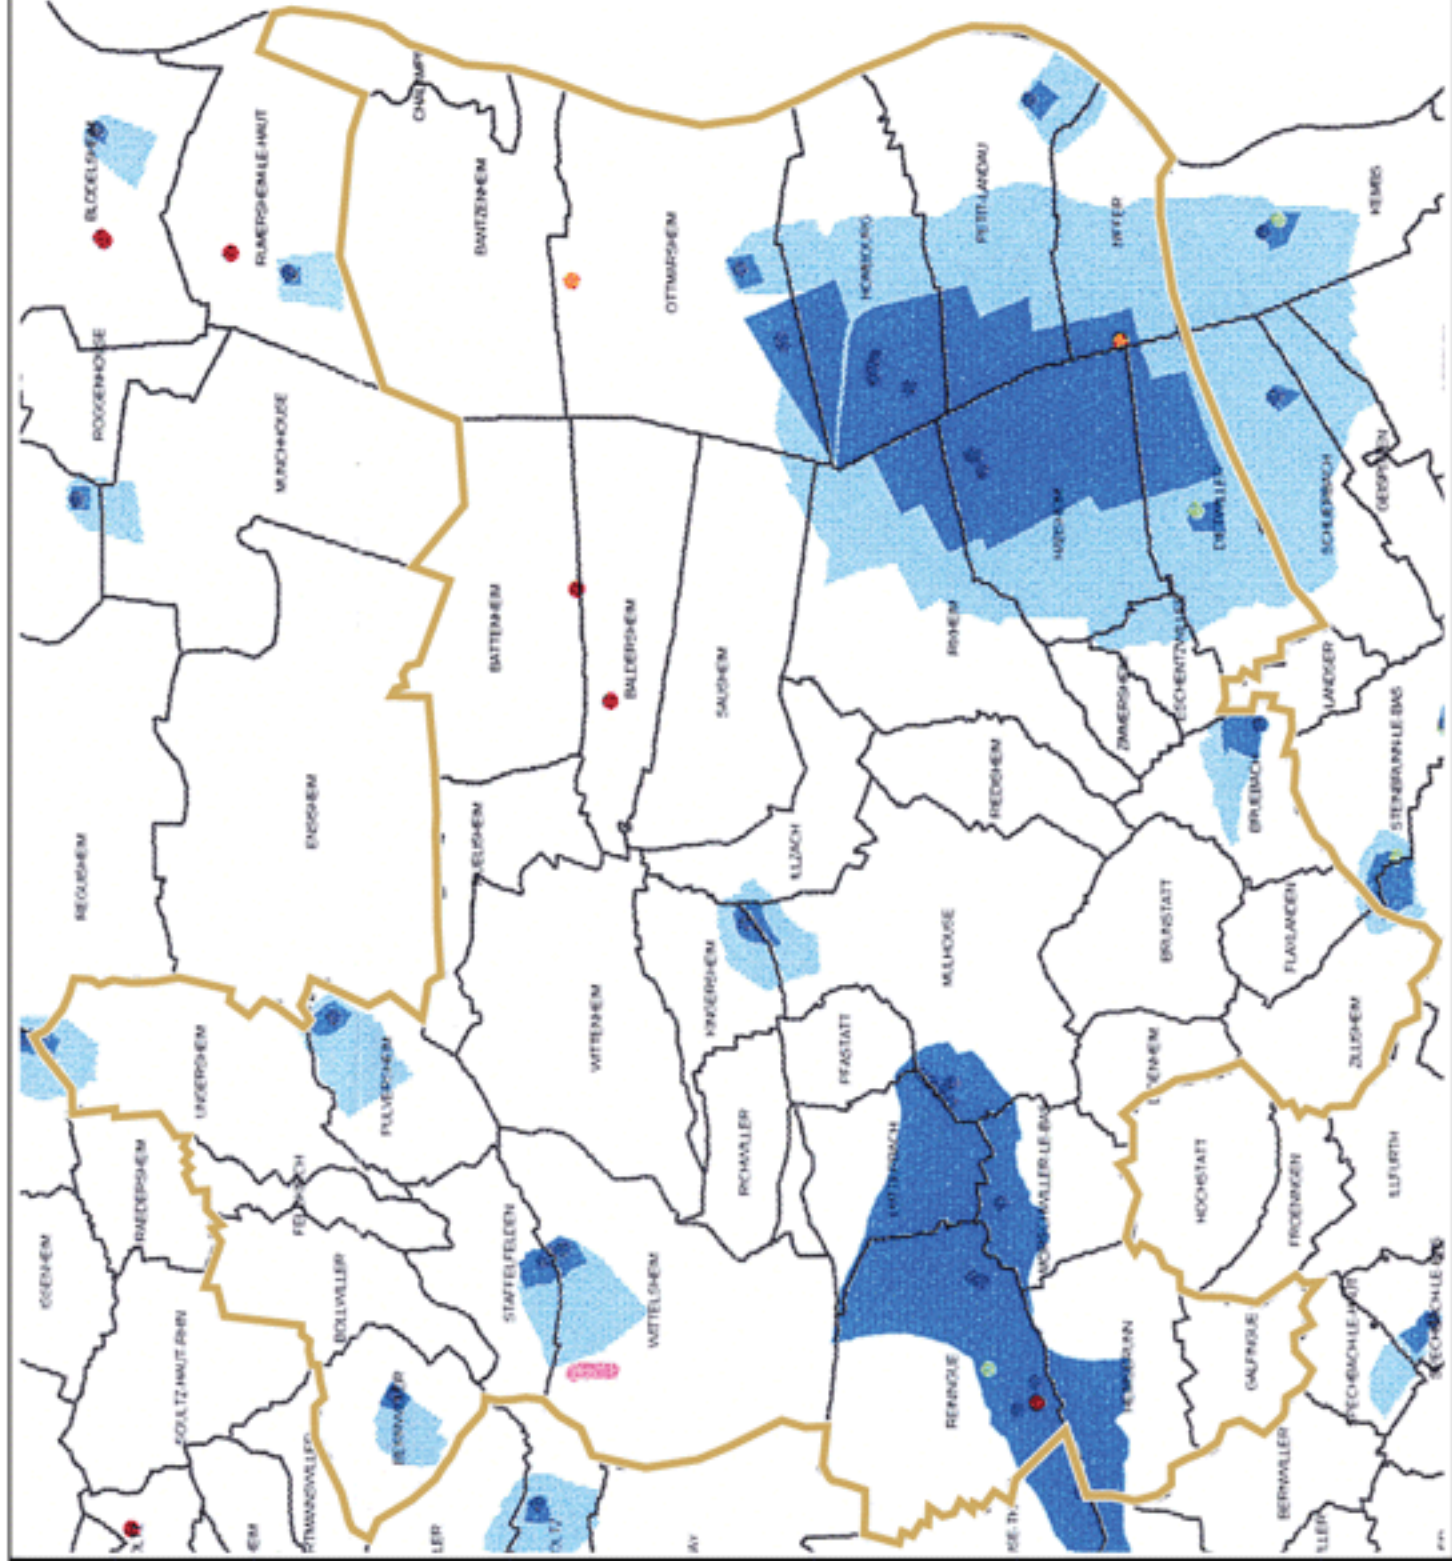 ISSENHEIM
REGUISHEIM
BLODELSHEIM
ROGGENHOUSE
RAEDERSHEIM
SOULTZ-HAUT-RHIN
UNGERSHEIM
RUMERSHEIM-LE-HAUT
MUNCHHOUSE
ENSISHEIM
BOLLWILLER
PULVERSHEIM
BERRWILLER
BANTZENHEIM
BATTENHEIM
STAFFELFELDEN
WITTENHEIM
BALDERSHEIM
WITTELSHEIM
OTTMARSHEIM
SAUSHEIM
KINGERSHEIM
RICHWILLER
ILLZACH
PFASTATT
HOMBOURG
RIXHEIM
MULHOUSE
REININGUE
PETIT-LANDAU
RIEDISHEIM
HABSHEIM
NIFFER
ZIMMERSHEIM
BRUNSTATT
ESCHENTZWILLER
DIETWILLER
HOCHSTATT
BRUEBACH
GALFINGUE
FLAXLANDEN
FROENINGEN
BERNWILLER
SCHLIERBACH
LANDSER
ZILLISHEIM
KEMBS
STEINBRUNN-LE-BAS
ILLFURTH